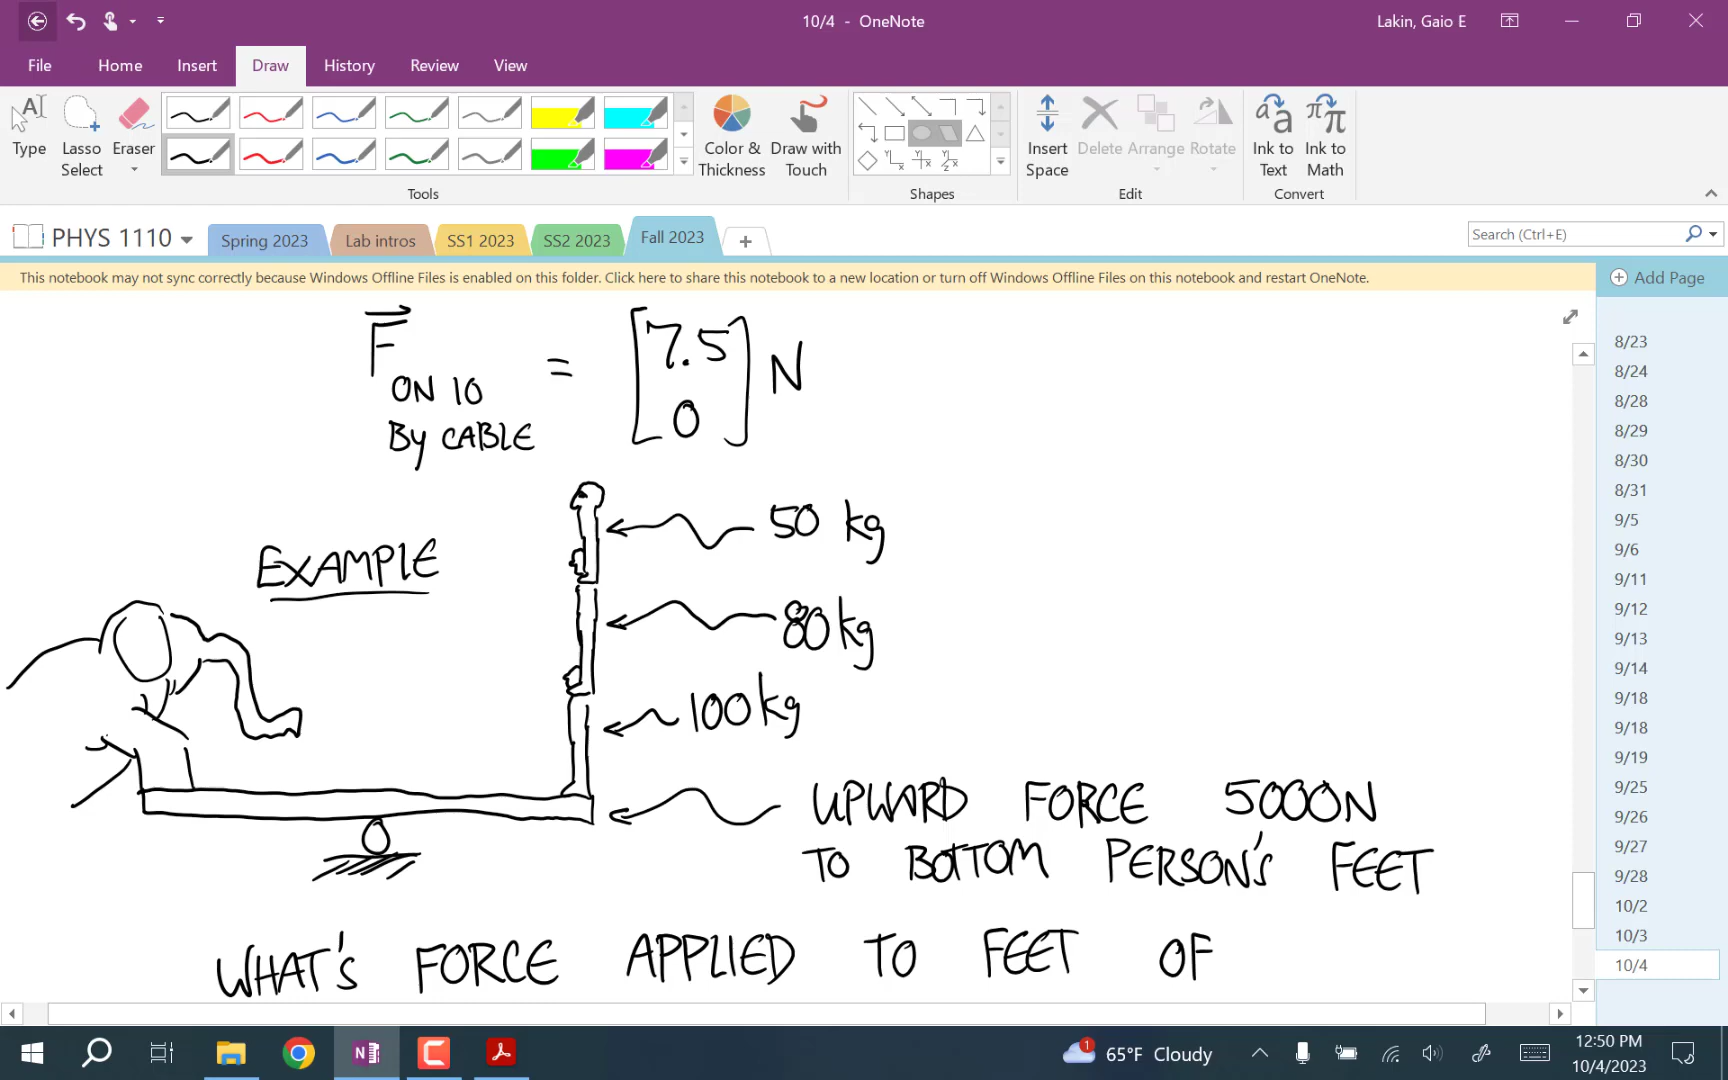 10/4 - OneNote
Lakin, Gaio E
File Home Insert Draw History Review View
Type
Lasso Select
Eraser
Color & Thickness
Draw with Touch
Insert Space
Delete
Arrange
Rotate
Ink to Text
Ink to Math
Tools
Shapes
Edit
Convert
PHYS 1110
Spring 2023
Lab intros
SS1 2023
SS2 2023
Fall 2023
Search (Ctrl+E)
This notebook may not sync correctly because Windows Offline Files is enabled on this folder. Click here to share this notebook to a new location or turn off Windows Offline Files on this notebook and restart OneNote.
Add Page
F ON 10 By CABLE = [7.5 0] N
EXAMPLE
50 kg
80 kg
100 kg
UPWARD FORCE 5000N
TO BOTTOM PERSON'S FEET
WHAT'S FORCE APPLIED TO FEET OF
8/23
8/24
8/28
8/29
8/30
8/31
9/5
9/6
9/11
9/12
9/13
9/14
9/18
9/18
9/19
9/25
9/26
9/27
9/28
10/2
10/3
10/4
1
65°F Cloudy
12:50 PM
10/4/2023